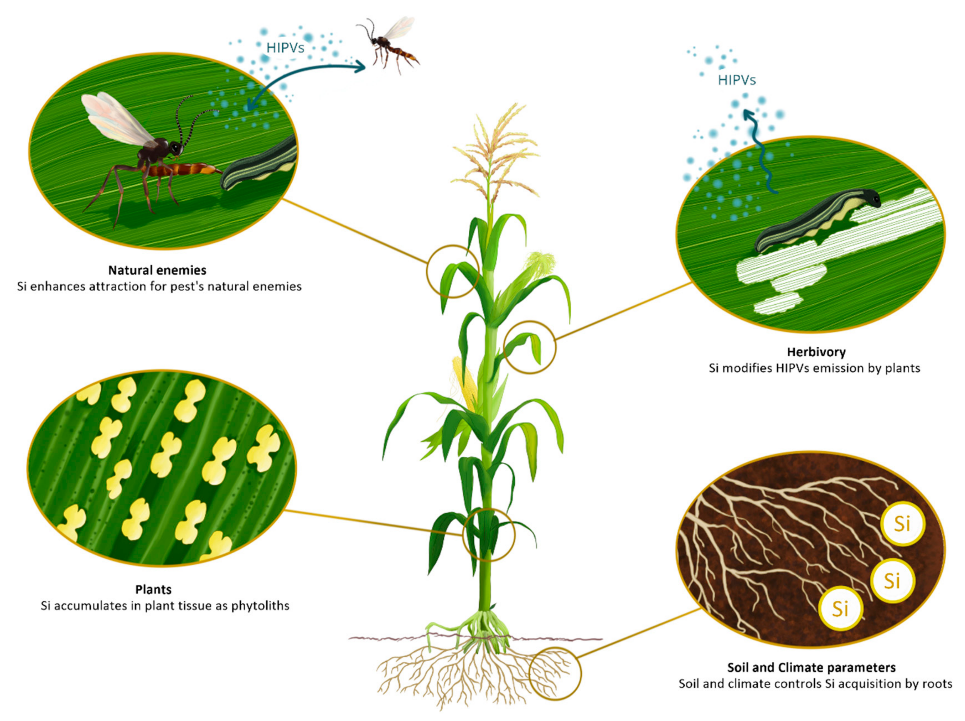 HIPVs
HIPVs
Natural enemies
Si enhances attraction for pest's natural enemies
Herbivory
Si modifies HIPVs emission by plants
Si
Si
Si
Plants
Si accumulates in plant tissue as phytoliths
Soil and Climate parameters
Soil and climate controls Si acquisition by roots